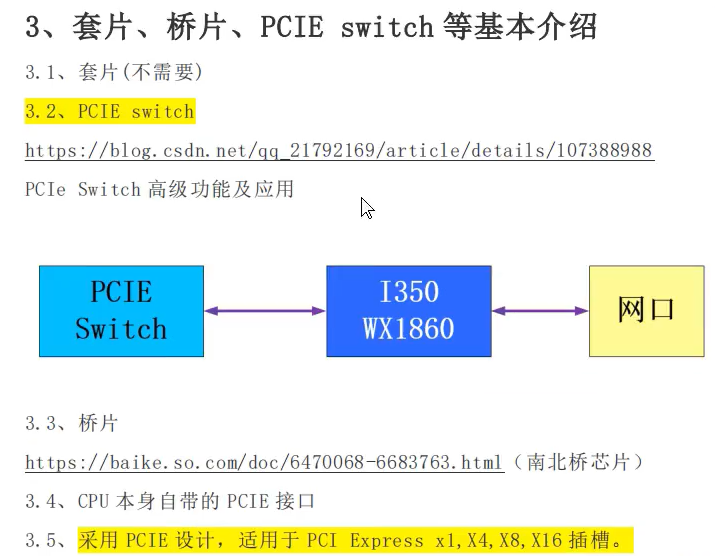 3、套片、桥片、PCIE switch 等基本介绍
3.1、套片(不需要)
3.2、PCIE switch
https://blog.csdn.net/qq_21792169/article/details/107388988
PCIe Switch 高级功能及应用
PCIE
Switch
I350
WX1860
网口
3.3、桥片
https://baike.so.com/doc/6470068-6683763.html（南北桥芯片）
3.4、CPU 本身自带的 PCIE 接口
3.5、采用 PCIE 设计，适用于 PCI Express x1,X4,X8,X16 插槽。